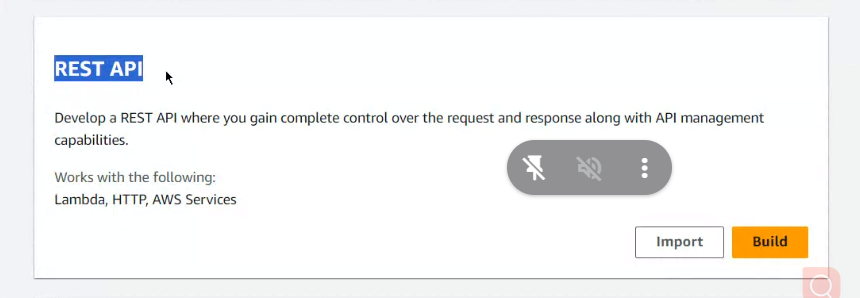 REST API
Develop a REST API where you gain complete control over the request and response along with API management
capabilities.
Works with the following:
Lambda, HTTP, AWS Services
Import
Build